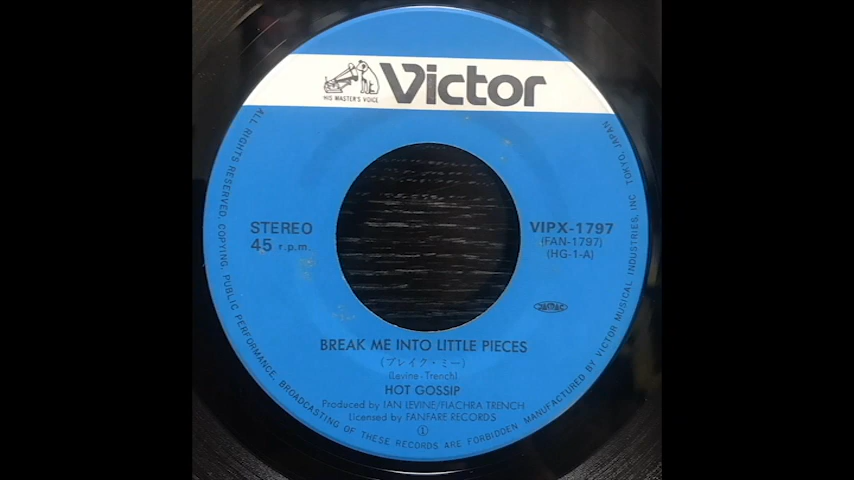 HIS MASTER'S VOICE
Victor
STEREO
45 r.p.m.
VIPX-1797
(FAN-1797)
(HG-1-A)
JASRAC
BREAK ME INTO LITTLE PIECES
(ブレイク・ミー)
(Levine-Trench)
HOT GOSSIP
Produced by IAN LEVINE/FIACHRA TRENCH
Licensed by FANFARE RECORDS
①
ALL RIGHTS RESERVED. COPYING, PUBLIC PERFORMANCE, BROADCASTING OF THESE RECORDS ARE FORBIDDEN MANUFACTURED BY VICTOR MUSICAL INDUSTRIES, INC TOKYO, JAPAN